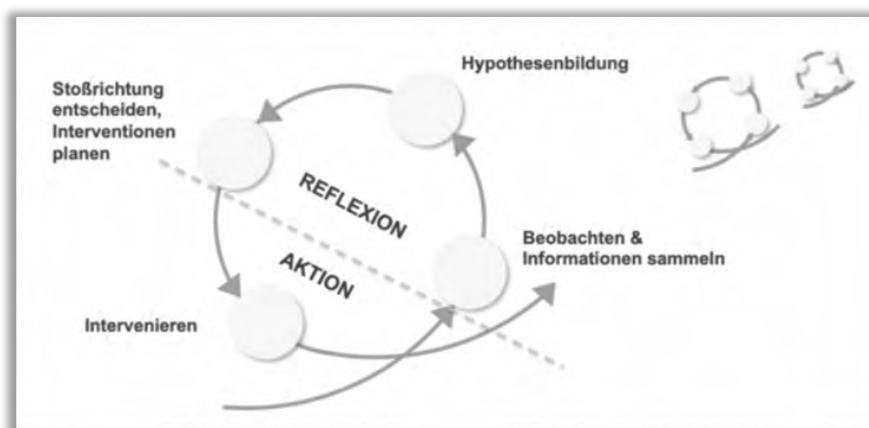 Stoßrichtung
entscheiden,
Interventionen
planen
Hypothesenbildung
REFLEXION
AKTION
Beobachten &
Informationen sammeln
Intervenieren